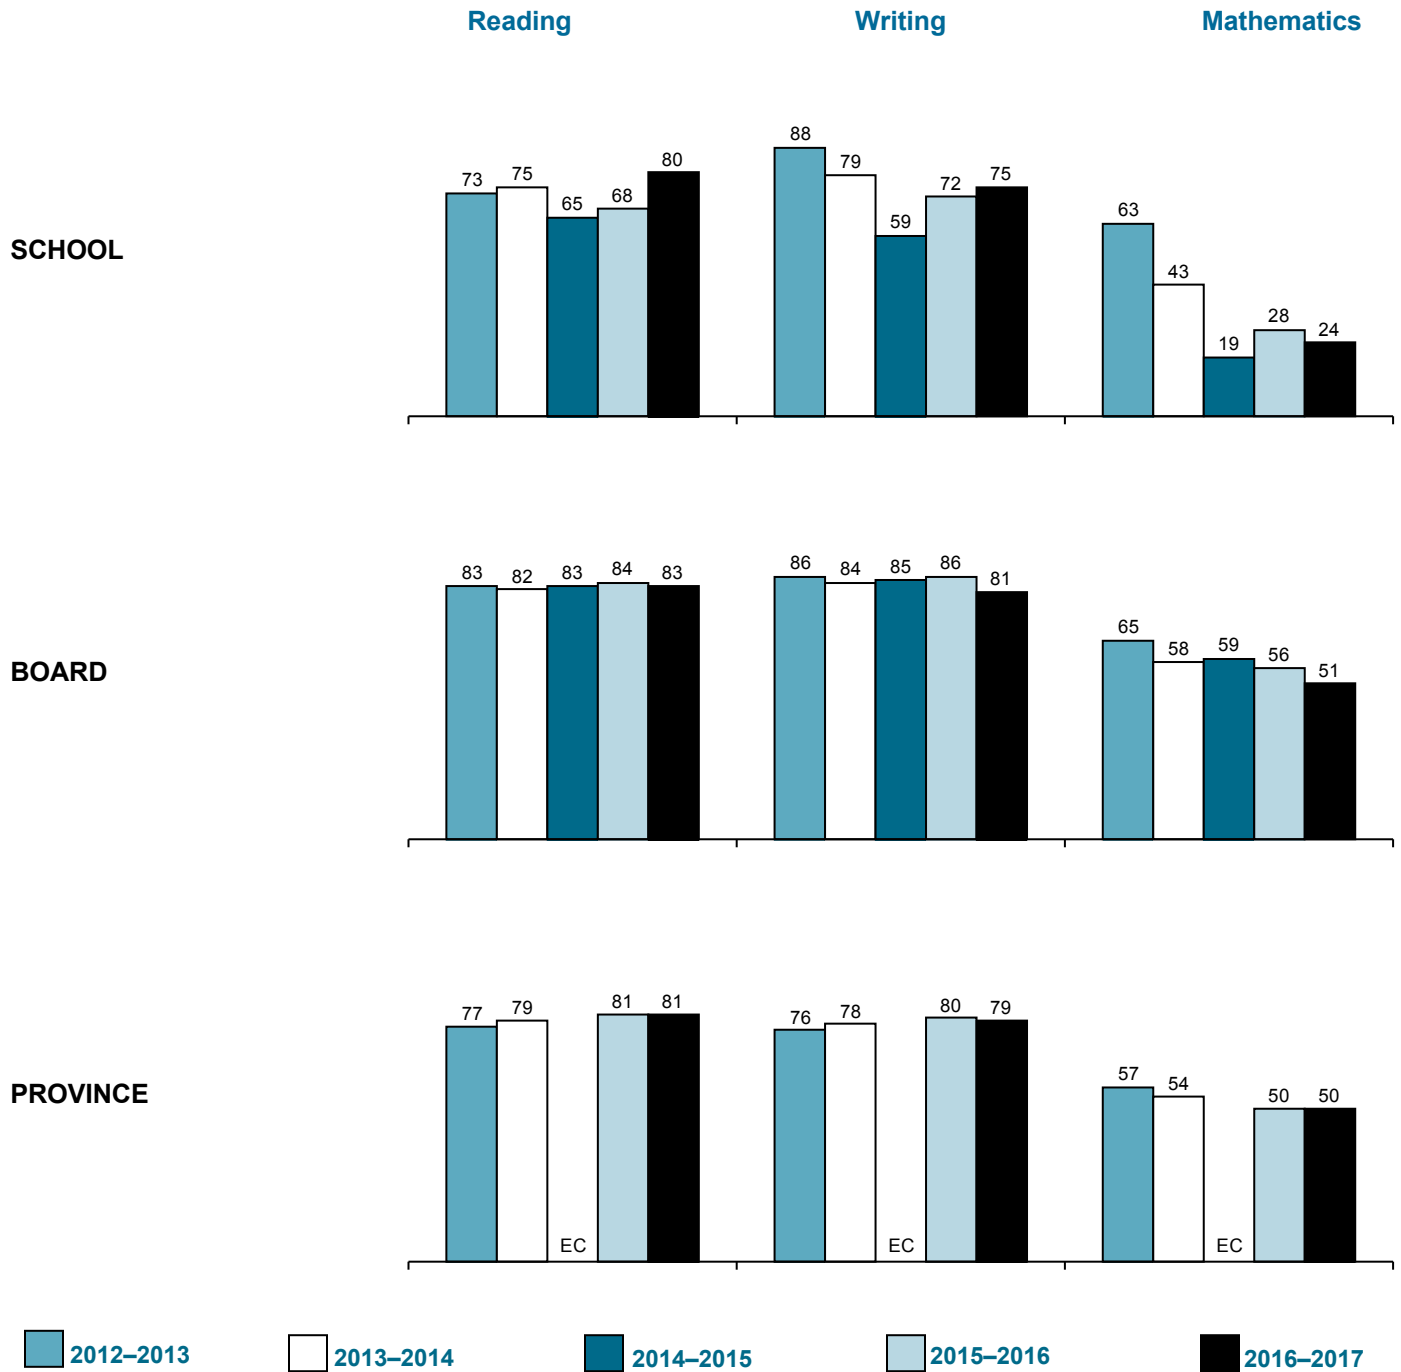 Reading Writing Mathematics
SCHOOL
73 75 65 68 80
88 79 59 72 75
63 43 19 28 24
BOARD
83 82 83 84 83
86 84 85 86 81
65 58 59 56 51
PROVINCE
77 79 EC 81 81
76 78 EC 80 79
57 54 EC 50 50
2012–2013 2013–2014 2014–2015 2015–2016 2016–2017